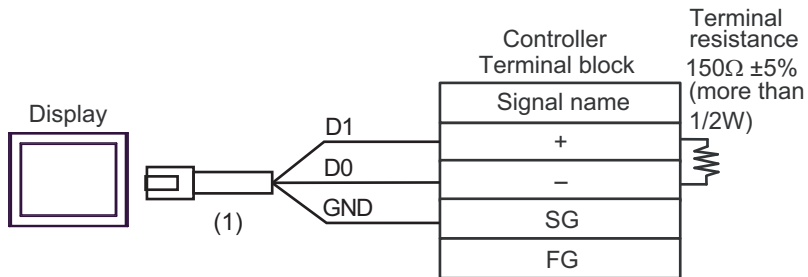 Display
(1)
D1
D0
GND
Controller
Terminal block
Signal name
+
–
SG
FG
Terminal
resistance
150Ω ±5%
(more than
1/2W)